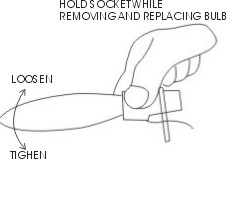 HOLD SOCKET WHILE
REMOVING AND REPLACING BULB
LOOSEN
TIGHEN